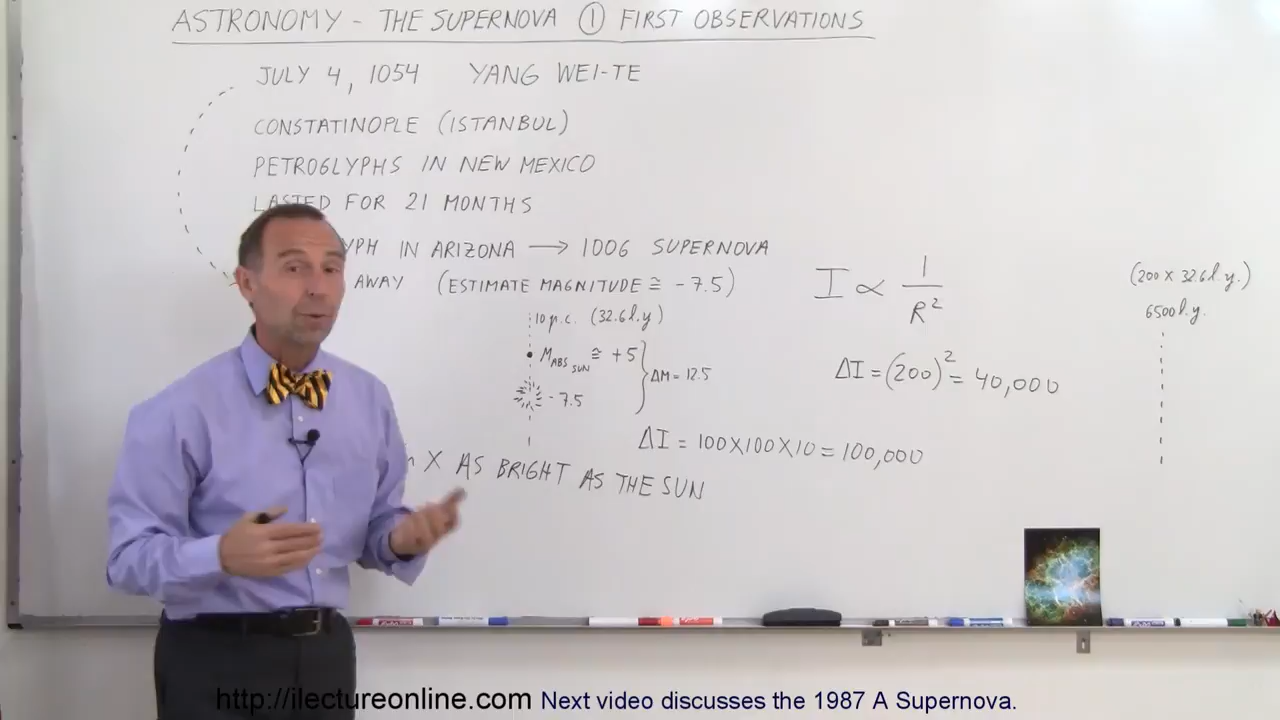 ASTRONOMY - THE SUPERNOVA ① FIRST OBSERVATIONS
JULY 4, 1054 YANG WEI-TE
CONSTATINOPLE (ISTANBUL)
PETROGLYPHS IN NEW MEXICO
LASTED FOR 21 MONTHS
YPH IN ARIZONA → 1006 SUPERNOVA
AWAY (ESTIMATE MAGNITUDE ≅ -7.5)
10 p.c. (32.6 l.y)
M ABS SUN ≅ +5
ΔM = 12.5
-7.5
ΔI = 100X100X10 = 100,000
X AS BRIGHT AS THE SUN
I ∝ 1/R²
ΔI = (200)² = 40,000
(200 X 32.6 l.y.)
6500 l.y.
http://ilectureonline.com Next video discusses the 1987 A Supernova.